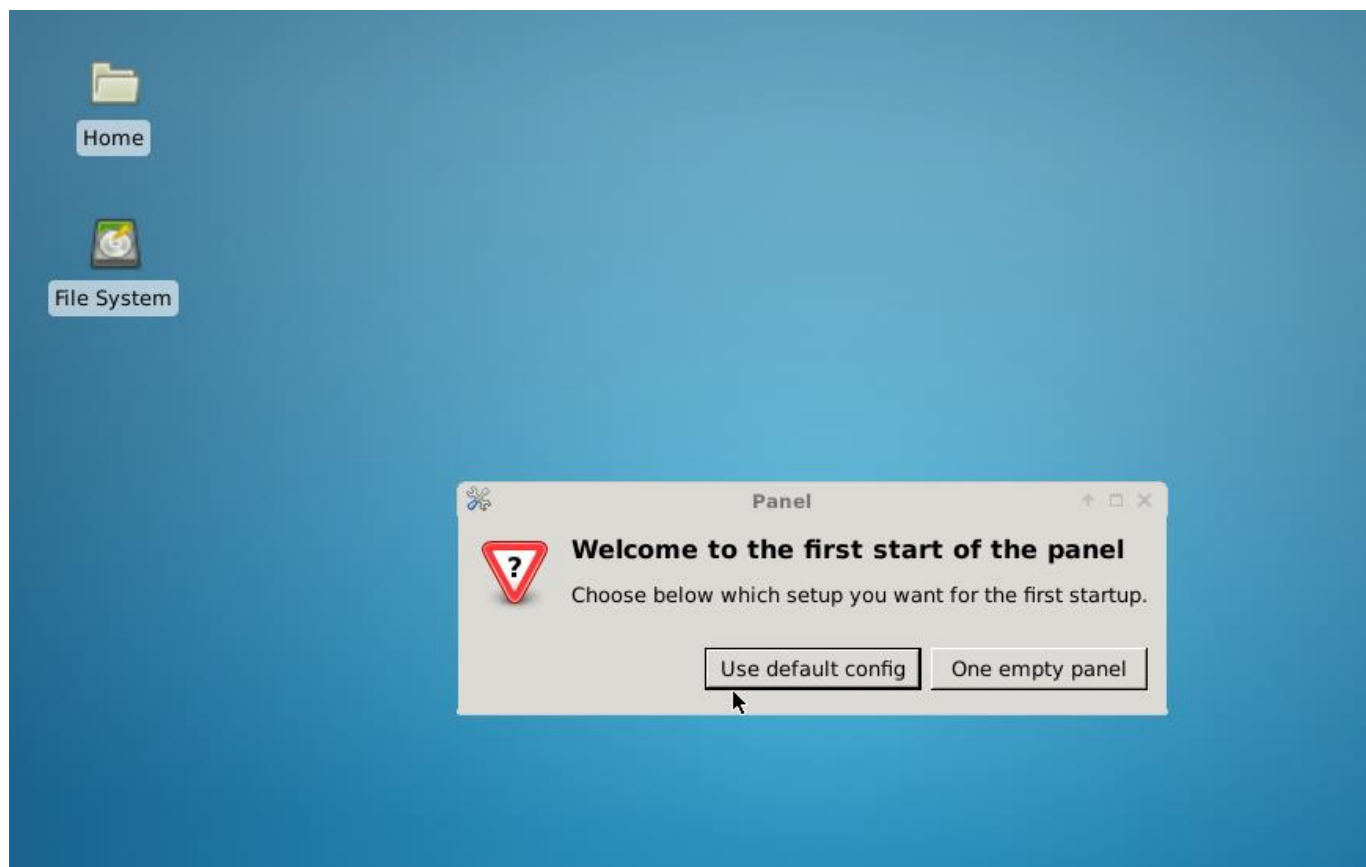 Home
File System
Panel
?
Welcome to the first start of the panel
Choose below which setup you want for the first startup.
Use default config
One empty panel